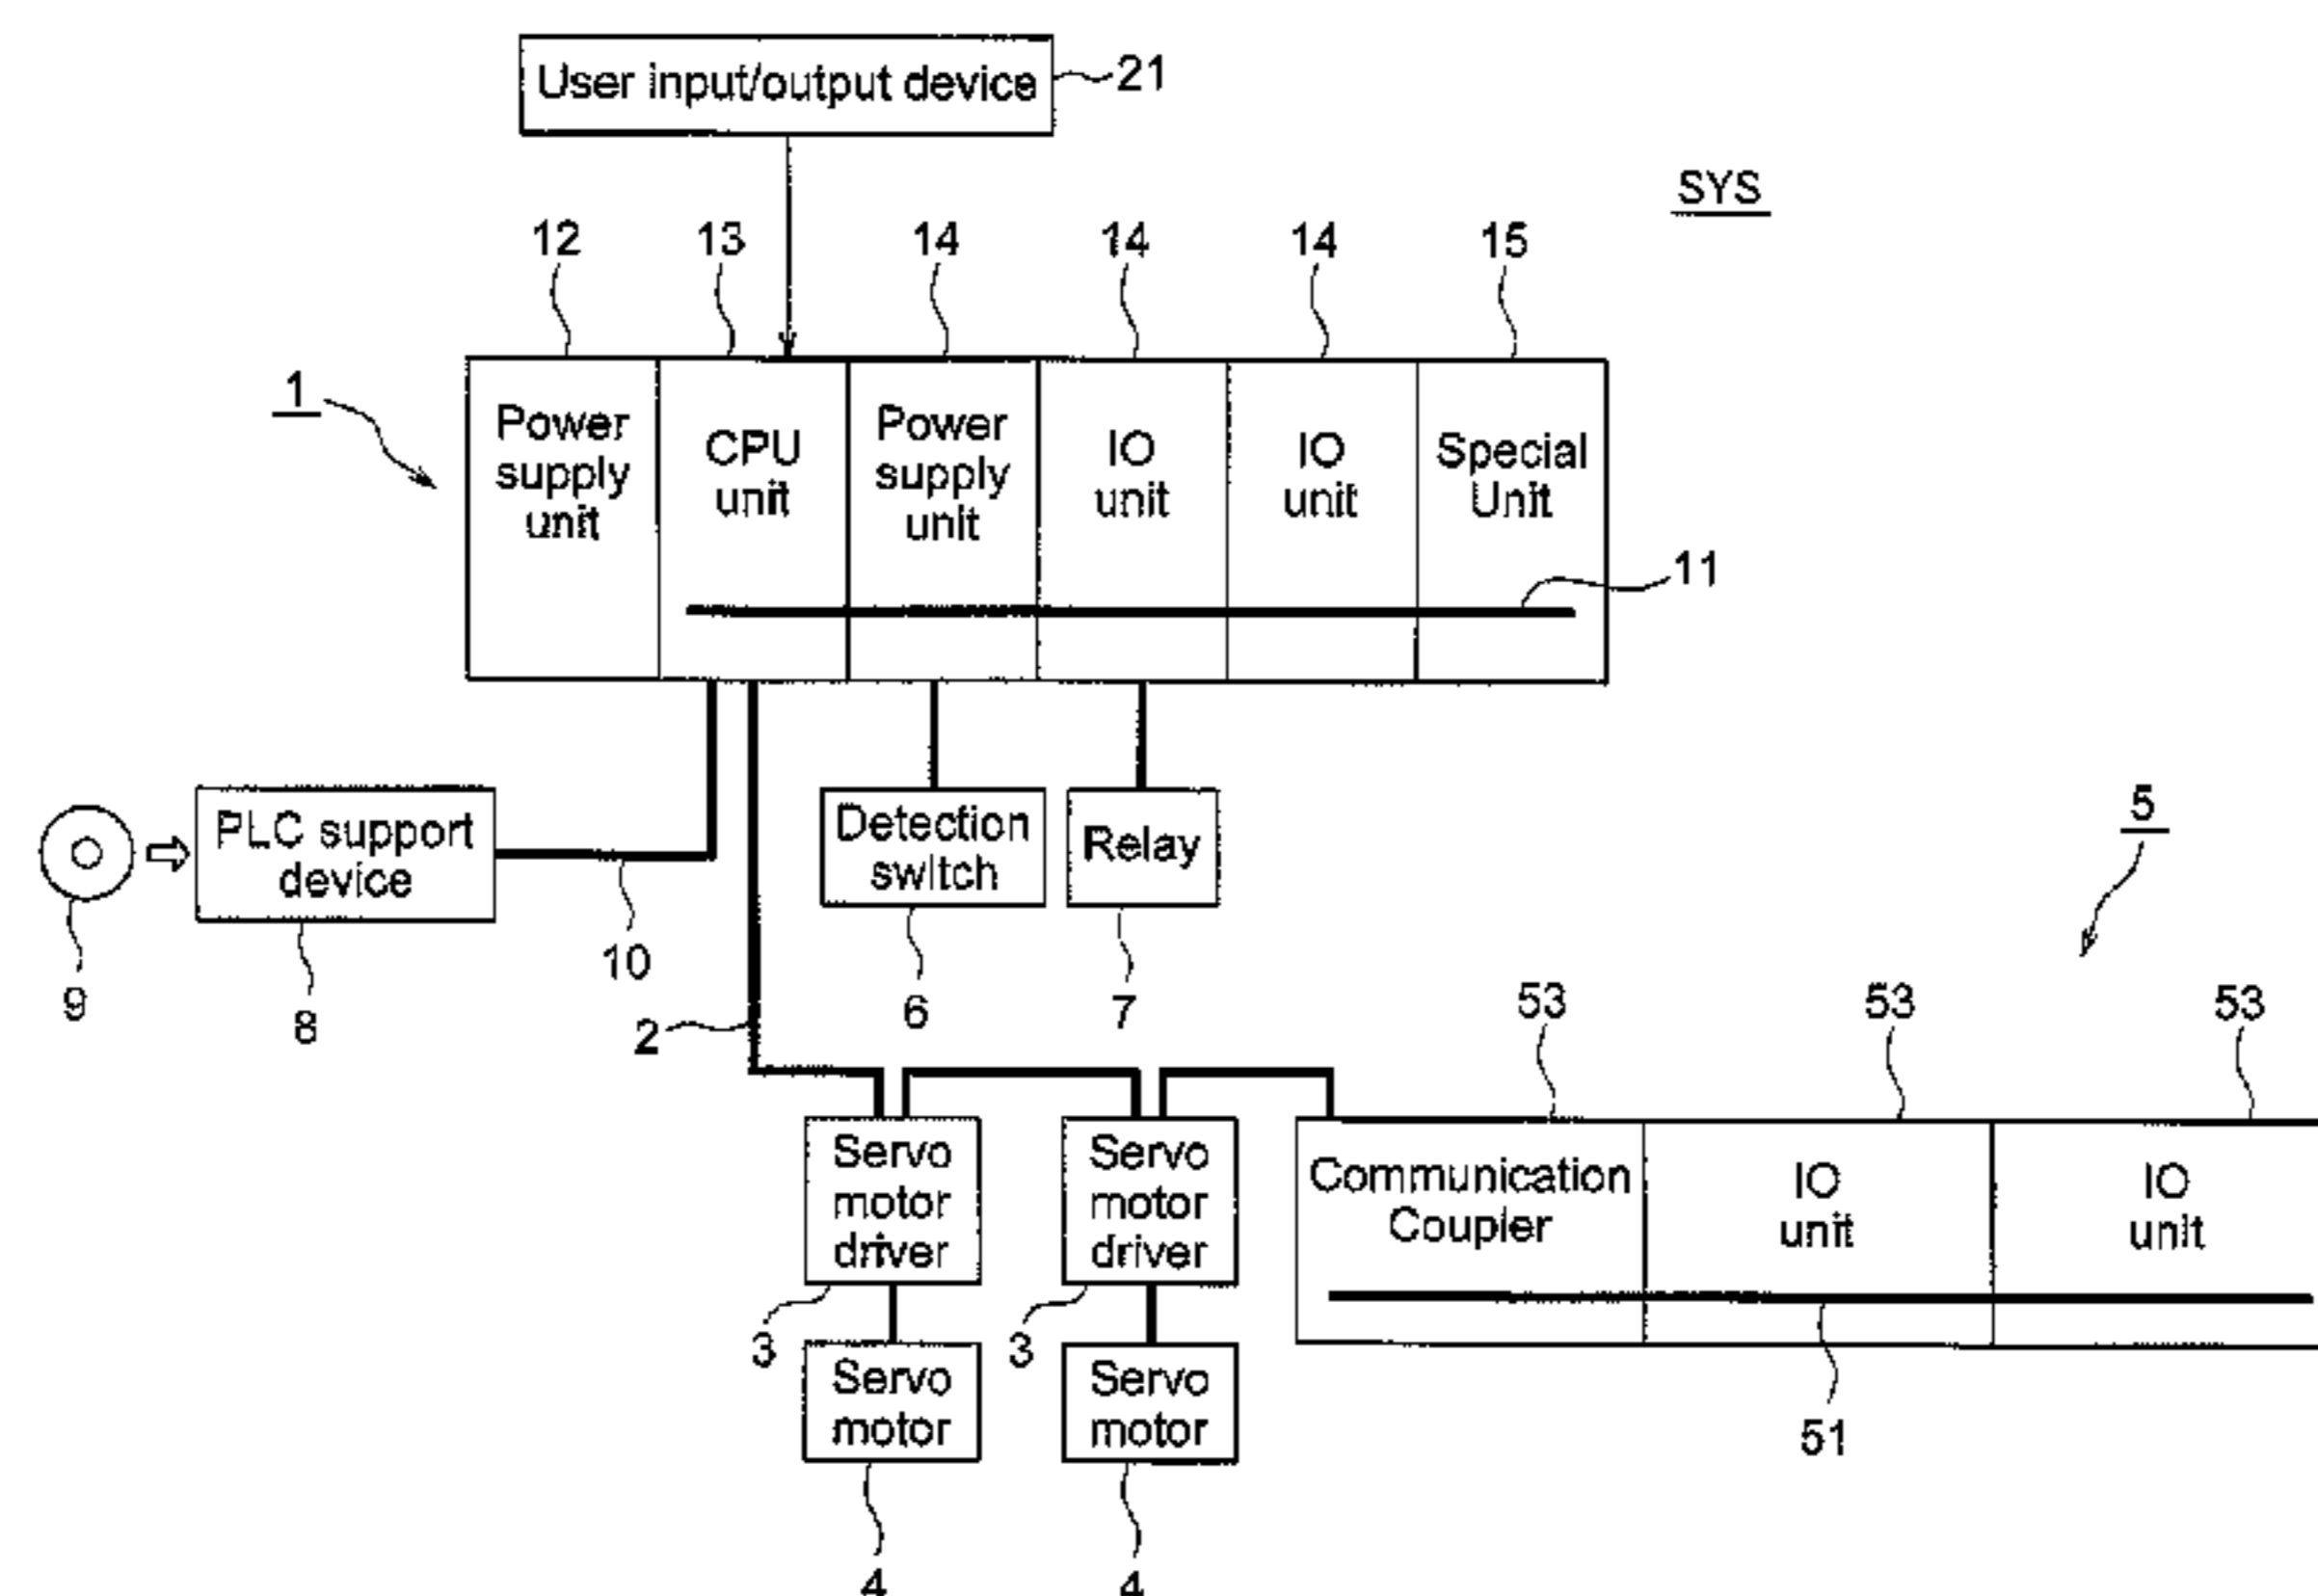 User input/output device
21
SYS
12
13
14
14
14
15
1
Power
supply
unit
CPU
unit
Power
supply
unit
IO
unit
IO
unit
Special
Unit
11
PLC support
device
Detection
switch
Relay
5
10
9
8
6
7
2
53
53
53
Servo
motor
driver
Servo
motor
driver
Communication
Coupler
IO
unit
IO
unit
3
3
Servo
motor
Servo
motor
51
4
4